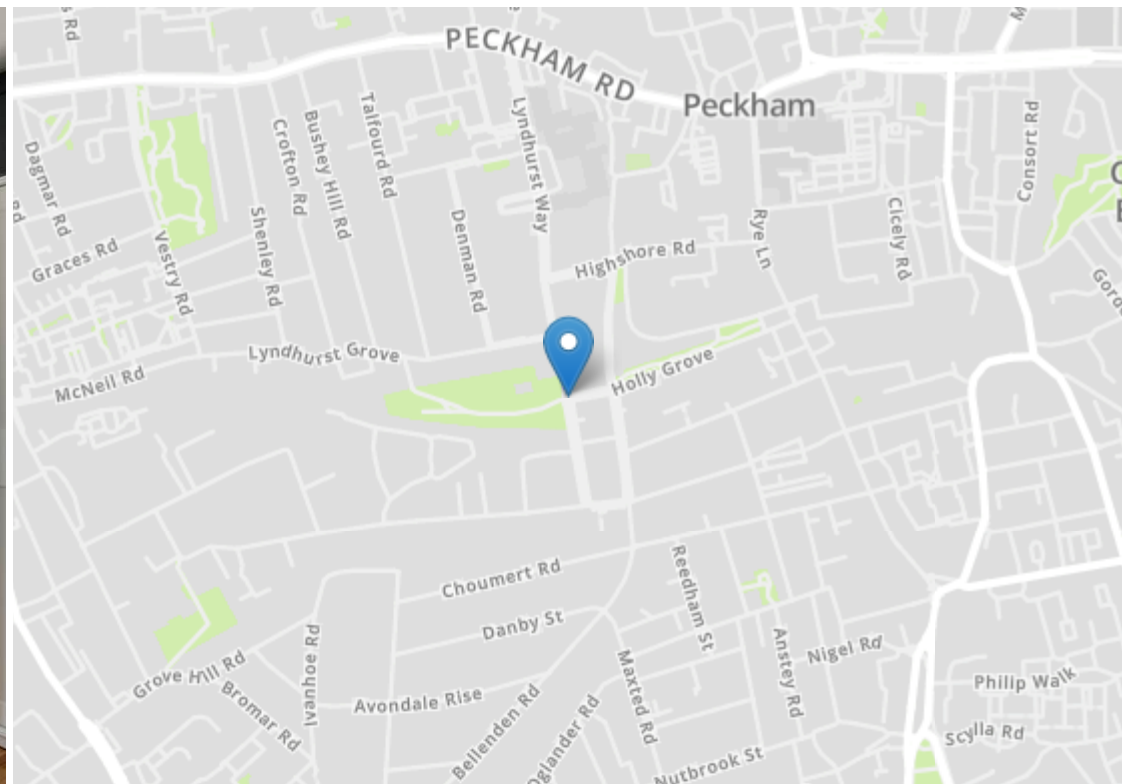 s Rd
M
PECKHAM RD
Peckham
Talfourd Rd
Bushey Hill Rd
Crofton Rd
Lyndhurst Way
Consort Rd
Dagmar Rd
Rd
Shenley Rd
Denman Rd
Rye Ln
Cicely Rd
Graces Rd
Vestry Rd
Highshore Rd
Lyndhurst Grove
Holly Grove
McNeil Rd
Choumert Rd
Reedham St
Danby St
Ivanhoe Rd
Grove Hill Rd
Bromar Rd
Avondale Rise
Bellenden Rd
Oglander Rd
Maxted Rd
Anstey Rd
Nigel Rd
Philip Walk
Scylla Rd
Nutbrook St